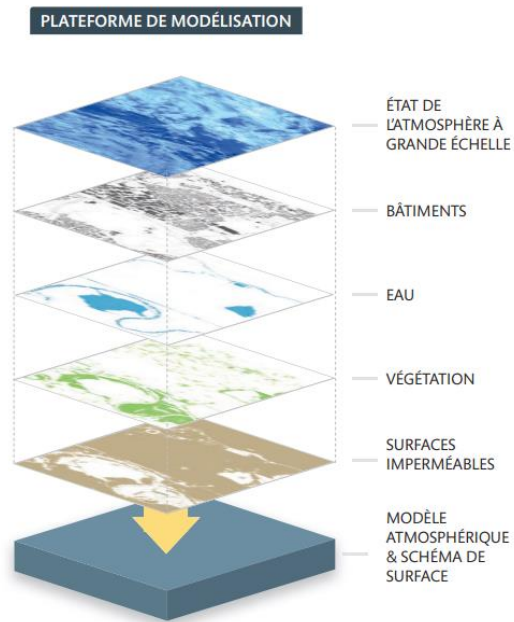 PLATEFORME DE MODÉLISATION
ÉTAT DE
L'ATMOSPHÈRE À
GRANDE ÉCHELLE
BÂTIMENTS
EAU
VÉGÉTATION
SURFACES
IMPERMÉABLES
MODÈLE
ATMOSPHÉRIQUE
& SCHÉMA DE
SURFACE